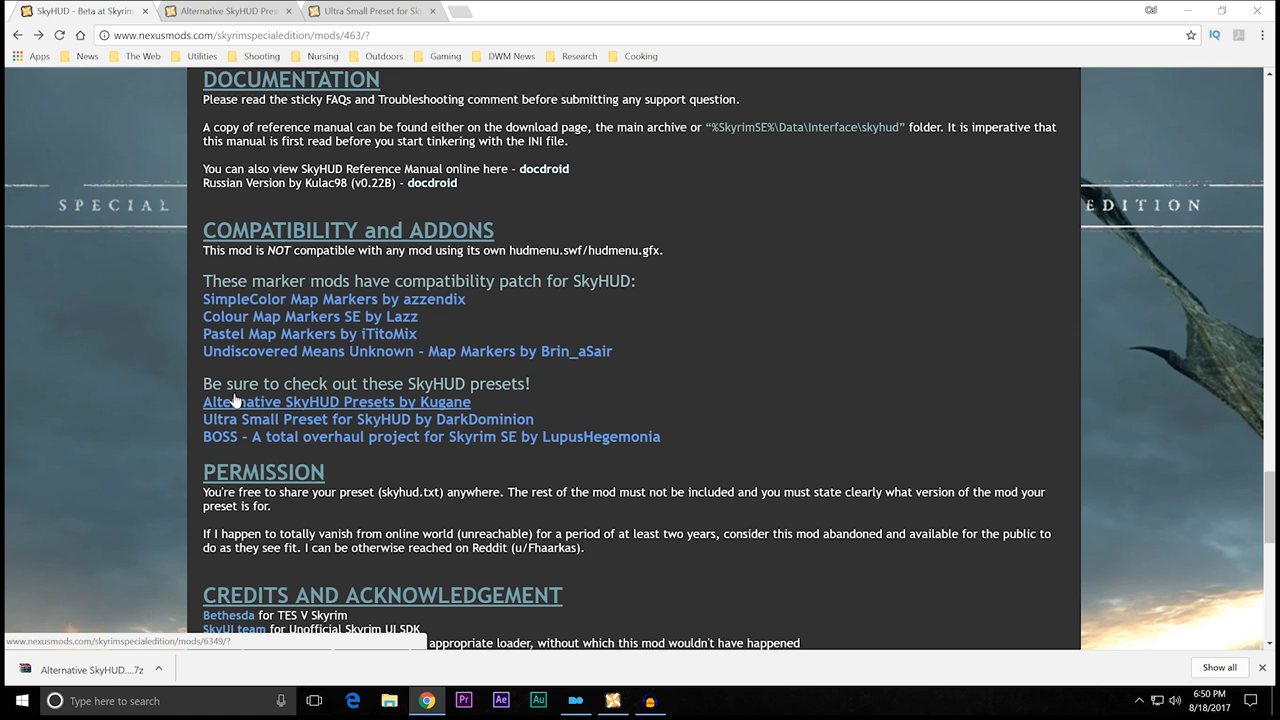 SkyHUD - Beta at Skyrim
Alternative SkyHUD Pres
Ultra Small Preset for Sk
www.nexusmods.com/skyrimspecialedition/mods/463/?
Apps
News
The Web
Utilities
Shooting
Nursing
Outdoors
Gaming
DWM News
Research
Cooking
DOCUMENTATION
Please read the sticky FAQs and Troubleshooting comment before submitting any support question.
A copy of reference manual can be found either on the download page, the main archive or “%SkyrimSE%\Data\Interface\skyhud” folder. It is imperative that
this manual is first read before you start tinkering with the INI file.
You can also view SkyHUD Reference Manual online here - docdroid
Russian Version by Kulac98 (v0.22B) - docdroid
SPECIAL
EDITION
COMPATIBILITY and ADDONS
This mod is NOT compatible with any mod using its own hudmenu.swf/hudmenu.gfx.
These marker mods have compatibility patch for SkyHUD:
SimpleColor Map Markers by azzendix
Colour Map Markers SE by Lazz
Pastel Map Markers by iTitoMix
Undiscovered Means Unknown - Map Markers by Brin_aSair
Be sure to check out these SkyHUD presets!
Alternative SkyHUD Presets by Kugane
Ultra Small Preset for SkyHUD by DarkDominion
BOSS - A total overhaul project for Skyrim SE by LupusHegemonia
PERMISSION
You're free to share your preset (skyhud.txt) anywhere. The rest of the mod must not be included and you must state clearly what version of the mod your
preset is for.
If I happen to totally vanish from online world (unreachable) for a period of at least two years, consider this mod abandoned and available for the public to
do as they see fit. I can be otherwise reached on Reddit (u/Fhaarkas).
CREDITS AND ACKNOWLEDGEMENT
Bethesda for TES V Skyrim
SkyUI team for Unofficial Skyrim UI SDK
www.nexusmods.com/skyrimspecialedition/mods/6349/?
appropriate loader, without which this mod wouldn't have happened
Alternative SkyHUD....7z
Show all
Type here to search
Pr
Ae
Au
6:50 PM
8/18/2017